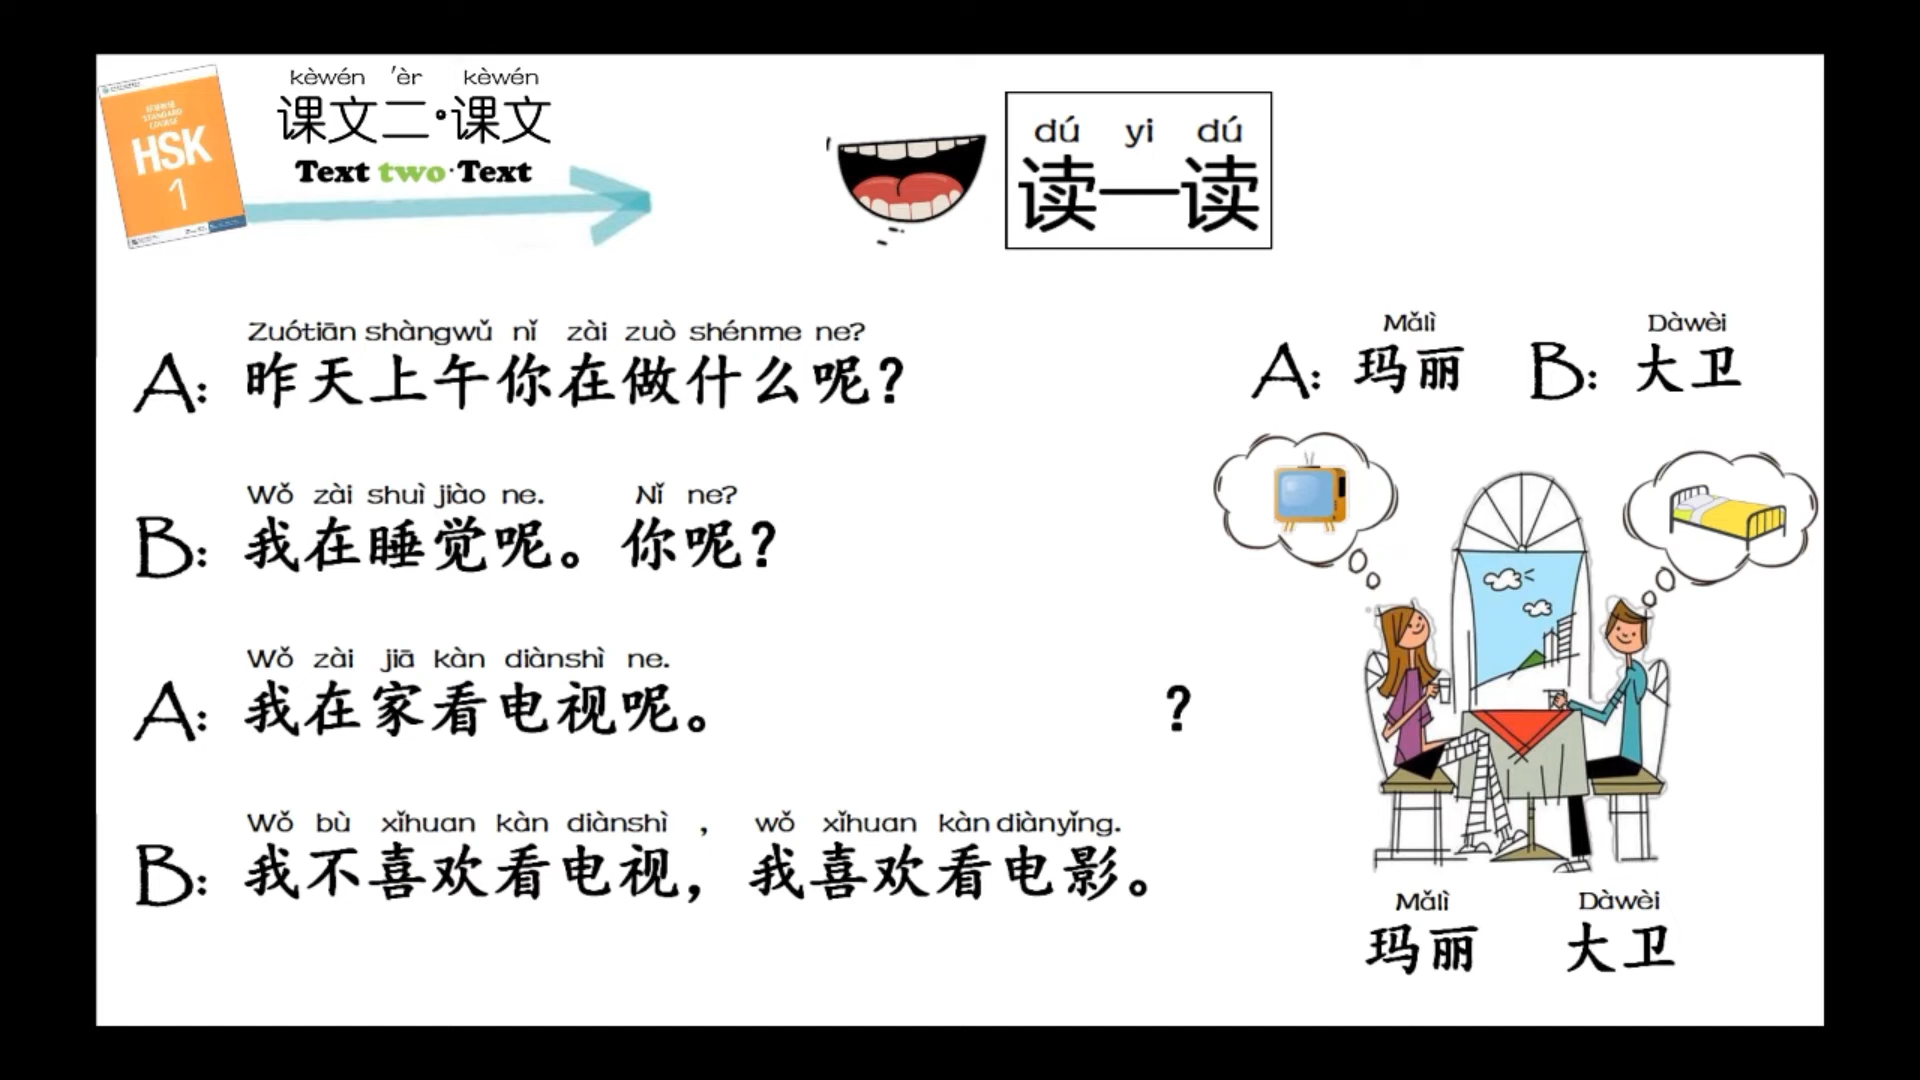 HSK
STANDARD
COURSE
HSK
1
kèwén 'èr kèwén
课文二·课文
Text two·Text
dú yi dú
读一读
Zuótiān shàngwǔ nǐ zài zuò shénme ne?
A: 昨天上午你在做什么呢？
Wǒ zài shuì jiào ne. Nǐ ne?
B: 我在睡觉呢。你呢？
Wǒ zài jiā kàn diànshì ne.
A: 我在家看电视呢。 ？
Wǒ bù xǐhuan kàn diànshì , wǒ xǐhuan kàn diànyǐng.
B: 我不喜欢看电视，我喜欢看电影。
Mǎlì Dàwèi
A: 玛丽 B: 大卫
Mǎlì Dàwèi
玛丽 大卫